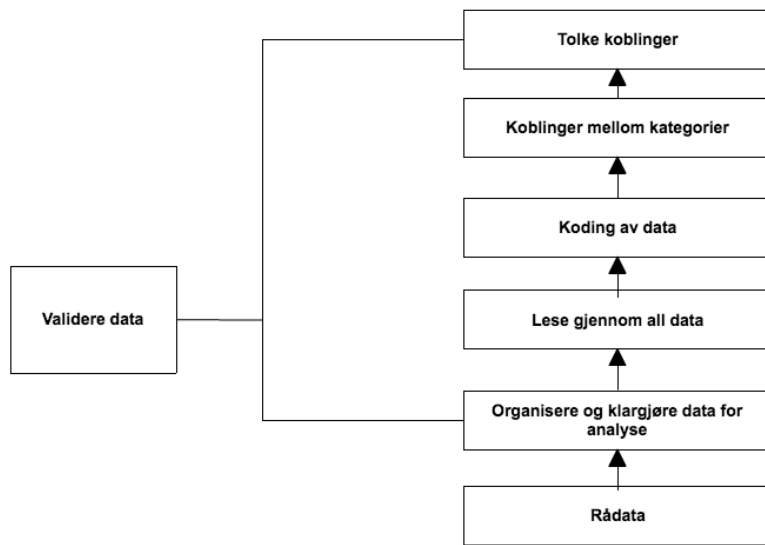 Tolke koblinger
Koblinger mellom kategorier
Koding av data
Validere data
Lese gjennom all data
Organisere og klargjøre data for
analyse
Rådata